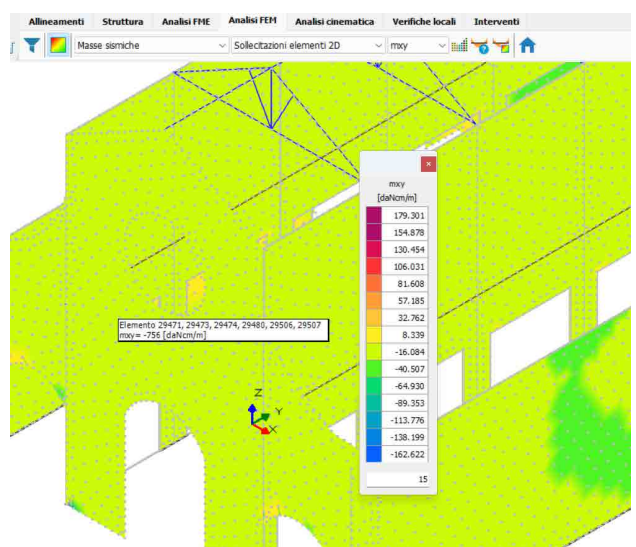 Allineamenti Struttura Analisi FME Analisi FEM Analisi cinematica Verifiche locali Interventi
Masse sismiche Sollecitazioni elementi 2D mxy
mxy
[daNcm/m]
179.301
154.878
130.454
106.031
81.608
57.185
32.762
8.339
-16.084
-40.507
-64.930
-89.353
-113.776
-138.199
-162.622
15
Elemento 29471, 29473, 29474, 29480, 29506, 29507
mxy= -756 [daNcm/m]
Z
Y
X